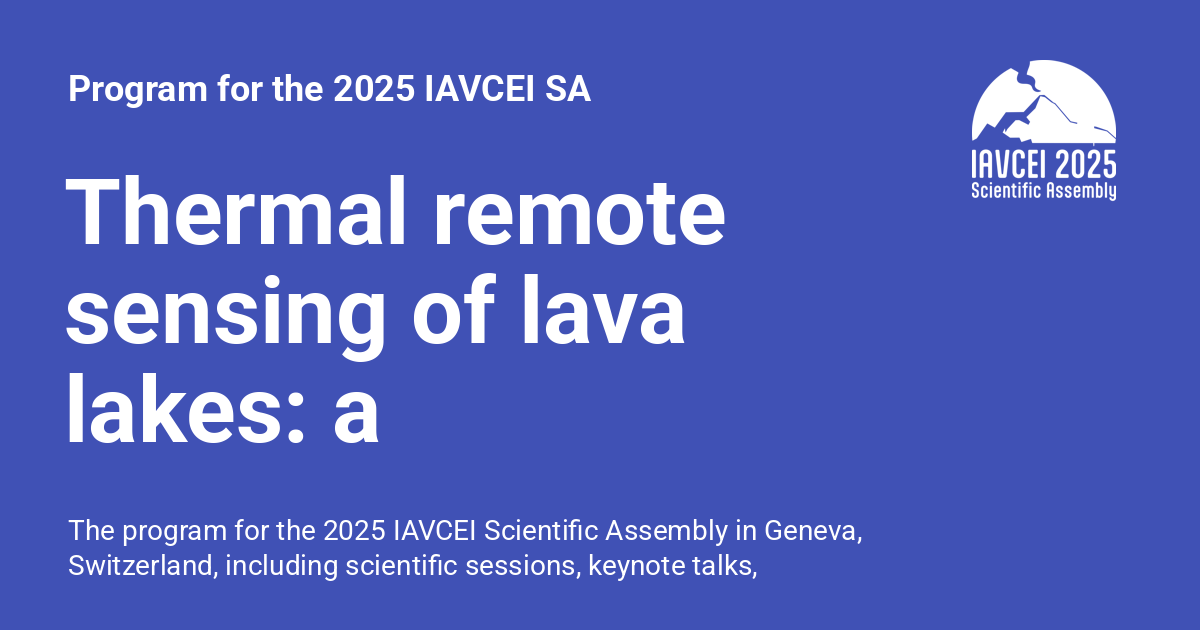 Program for the 2025 IAVCEI SA
IAVCEI 2025
Scientific Assembly
Thermal remote
sensing of lava
lakes: a
The program for the 2025 IAVCEI Scientific Assembly in Geneva,
Switzerland, including scientific sessions, keynote talks,